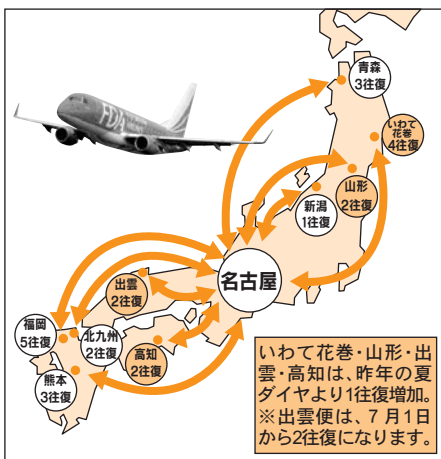 青森
3往復
いわて
花巻
4往復
FDA
山形
2往復
新潟
1往復
名古屋
出雲
2往復
福岡
5往復
北九州
2往復
高知
2往復
熊本
3往復
いわて花巻・山形・出
雲・高知は、昨年の夏
ダイヤより1往復増加。
※出雲便は、7月1日
から2往復になります。